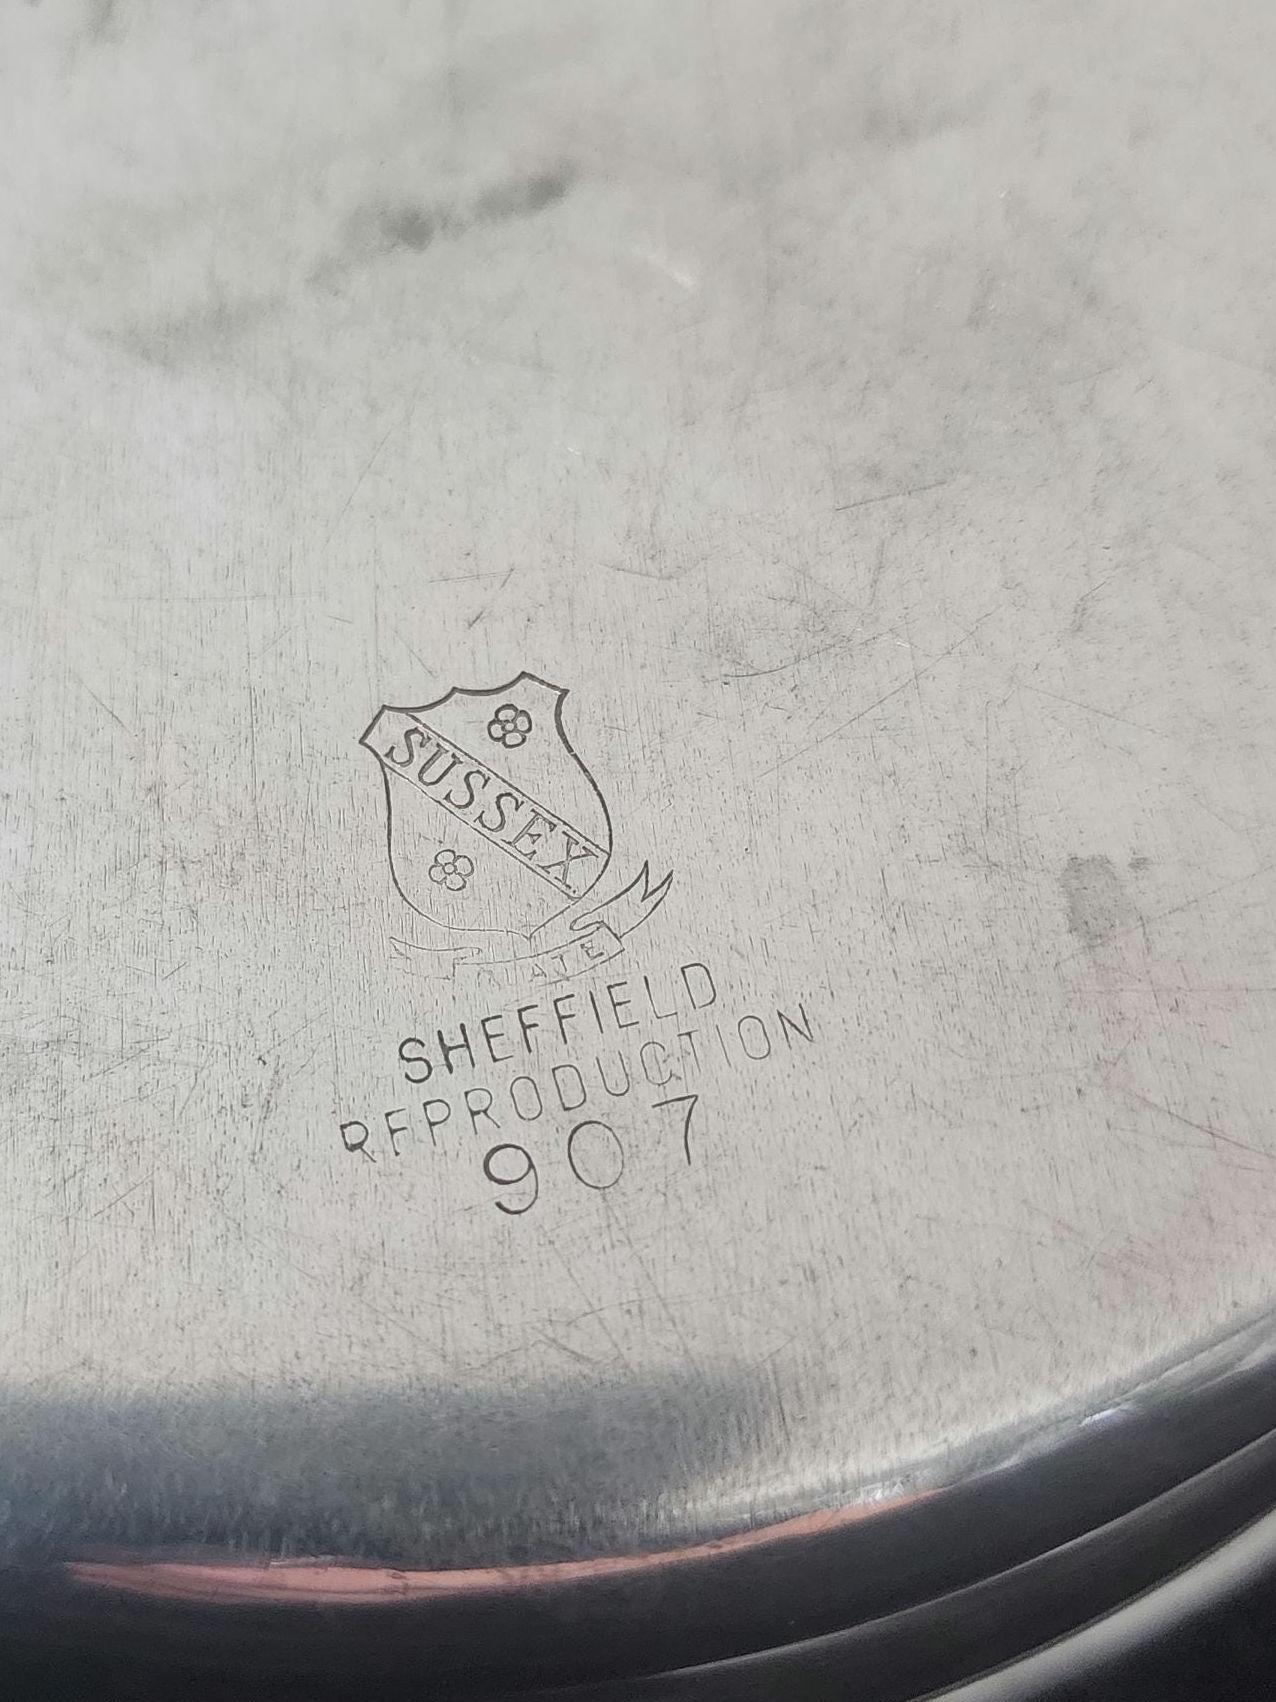 SUSSEX
PLATE
SHEFFIELD
REPRODUCTION
907